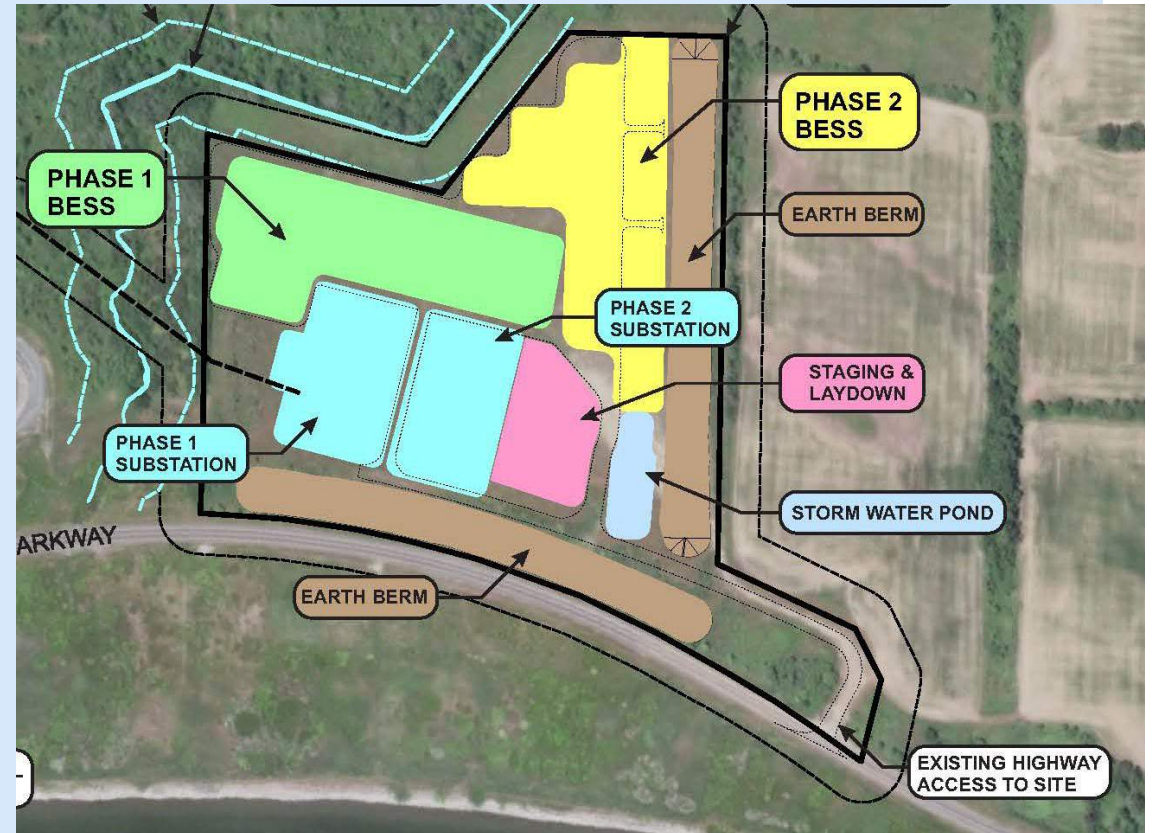 PHASE 2
BESS
PHASE 1
BESS
EARTH BERM
PHASE 2
SUBSTATION
STAGING &
LAYDOWN
PHASE 1
SUBSTATION
STORM WATER POND
ARKWAY
EARTH BERM
EXISTING HIGHWAY
ACCESS TO SITE